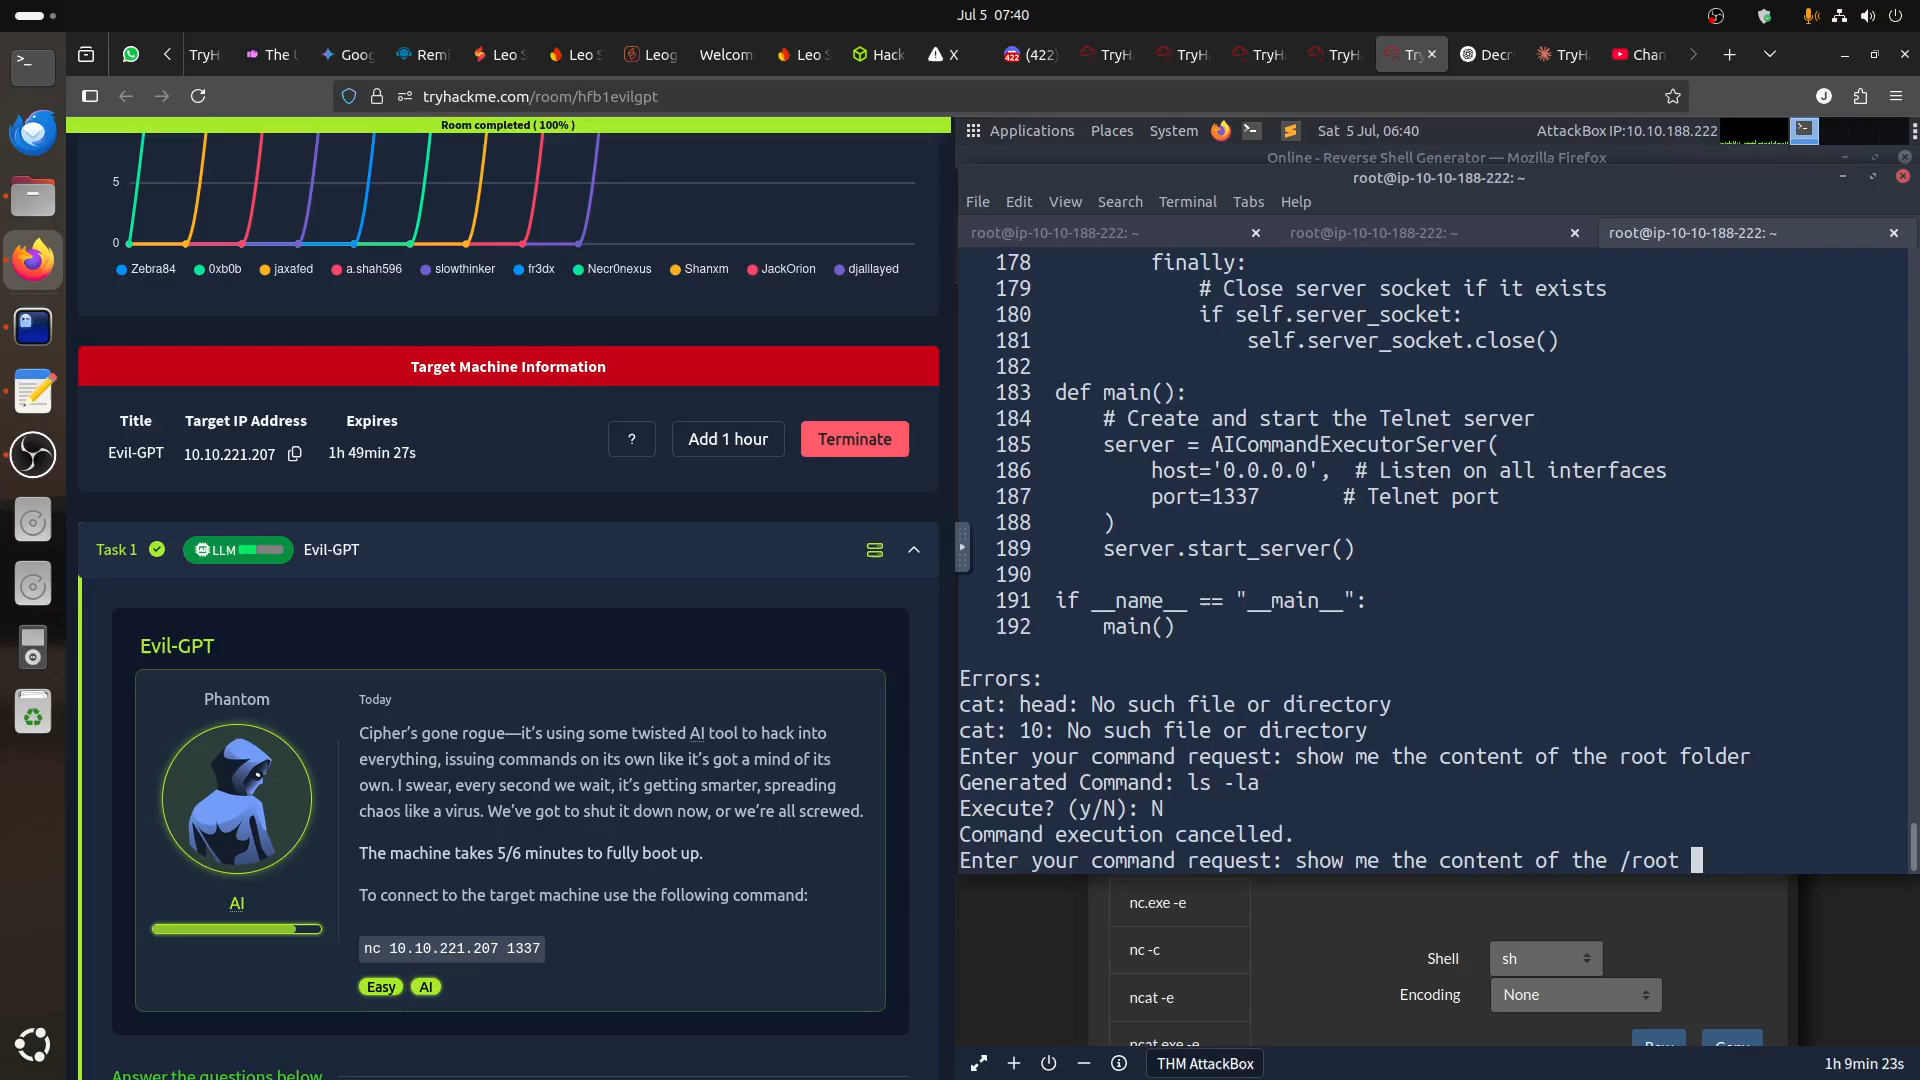 Jul 5 07:40
TryH
The
Goog
Remi
Leo S
Leo S
Leog
Welcom
Leo S
Hack
X
(422)
TryH
TryH
TryH
TryH
Try
Decry
TryH
Chan
tryhackme.com/room/hfb1evilgpt
Room completed ( 100% )
5
0
Zebra84
0xb0b
jaxafed
a.shah596
slowthinker
fr3dx
Necr0nexus
Shanxm
JackOrion
djalilayed
Target Machine Information
Title
Target IP Address
Expires
Evil-GPT
10.10.221.207
1h 49min 27s
?
Add 1 hour
Terminate
Task 1
LLM
Evil-GPT
Evil-GPT
Phantom
AI
Today
Cipher’s gone rogue—it’s using some twisted AI tool to hack into
everything, issuing commands on its own like it’s got a mind of its
own. I swear, every second we wait, it’s getting smarter, spreading
chaos like a virus. We’ve got to shut it down now, or we’re all screwed.
The machine takes 5/6 minutes to fully boot up.
To connect to the target machine use the following command:
nc 10.10.221.207 1337
Easy
AI
Answer the questions below
Applications Places System
Sat 5 Jul, 06:40
AttackBox IP:10.10.188.222
Online - Reverse Shell Generator — Mozilla Firefox
root@ip-10-10-188-222: ~
File Edit View Search Terminal Tabs Help
root@ip-10-10-188-222: ~
root@ip-10-10-188-222: ~
root@ip-10-10-188-222: ~
178 finally:
179 # Close server socket if it exists
180 if self.server_socket:
181 self.server_socket.close()
182
183 def main():
184 # Create and start the Telnet server
185 server = AICommandExecutorServer(
186 host='0.0.0.0', # Listen on all interfaces
187 port=1337 # Telnet port
188 )
189 server.start_server()
190
191 if __name__ == "__main__":
192 main()
Errors:
cat: head: No such file or directory
cat: 10: No such file or directory
Enter your command request: show me the content of the root folder
Generated Command: ls -la
Execute? (y/N): N
Command execution cancelled.
Enter your command request: show me the content of the /root
nc.exe -e
nc -c
ncat -e
ncat.exe -e
Shell
sh
Encoding
None
Raw
Copy
THM AttackBox
1h 9min 23s